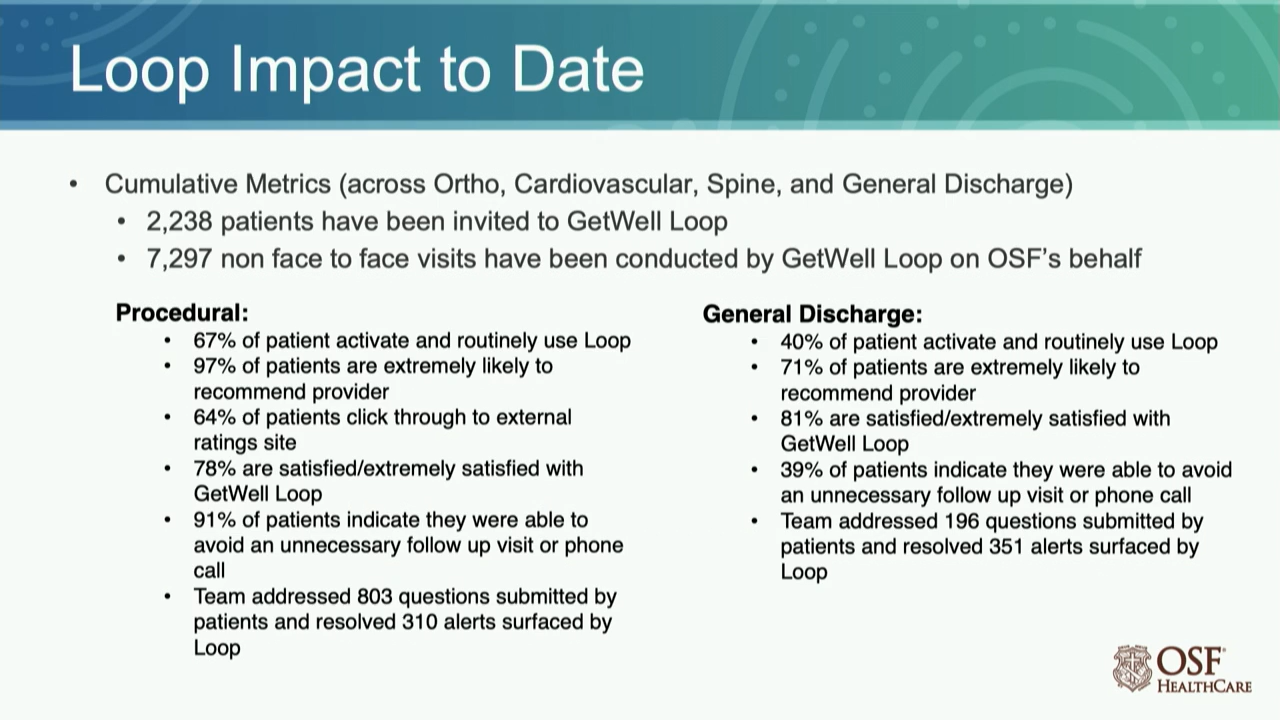 Loop Impact to Date
• Cumulative Metrics (across Ortho, Cardiovascular, Spine, and General Discharge)
• 2,238 patients have been invited to GetWell Loop
• 7,297 non face to face visits have been conducted by GetWell Loop on OSF's behalf
Procedural:
• 67% of patient activate and routinely use Loop
• 97% of patients are extremely likely to
recommend provider
• 64% of patients click through to external
ratings site
• 78% are satisfied/extremely satisfied with
GetWell Loop
• 91% of patients indicate they were able to
avoid an unnecessary follow up visit or phone
call
• Team addressed 803 questions submitted by
patients and resolved 310 alerts surfaced by
Loop
General Discharge:
• 40% of patient activate and routinely use Loop
• 71% of patients are extremely likely to
recommend provider
• 81% are satisfied/extremely satisfied with
GetWell Loop
• 39% of patients indicate they were able to avoid
an unnecessary follow up visit or phone call
• Team addressed 196 questions submitted by
patients and resolved 351 alerts surfaced by
Loop
OSF
HEALTHCARE